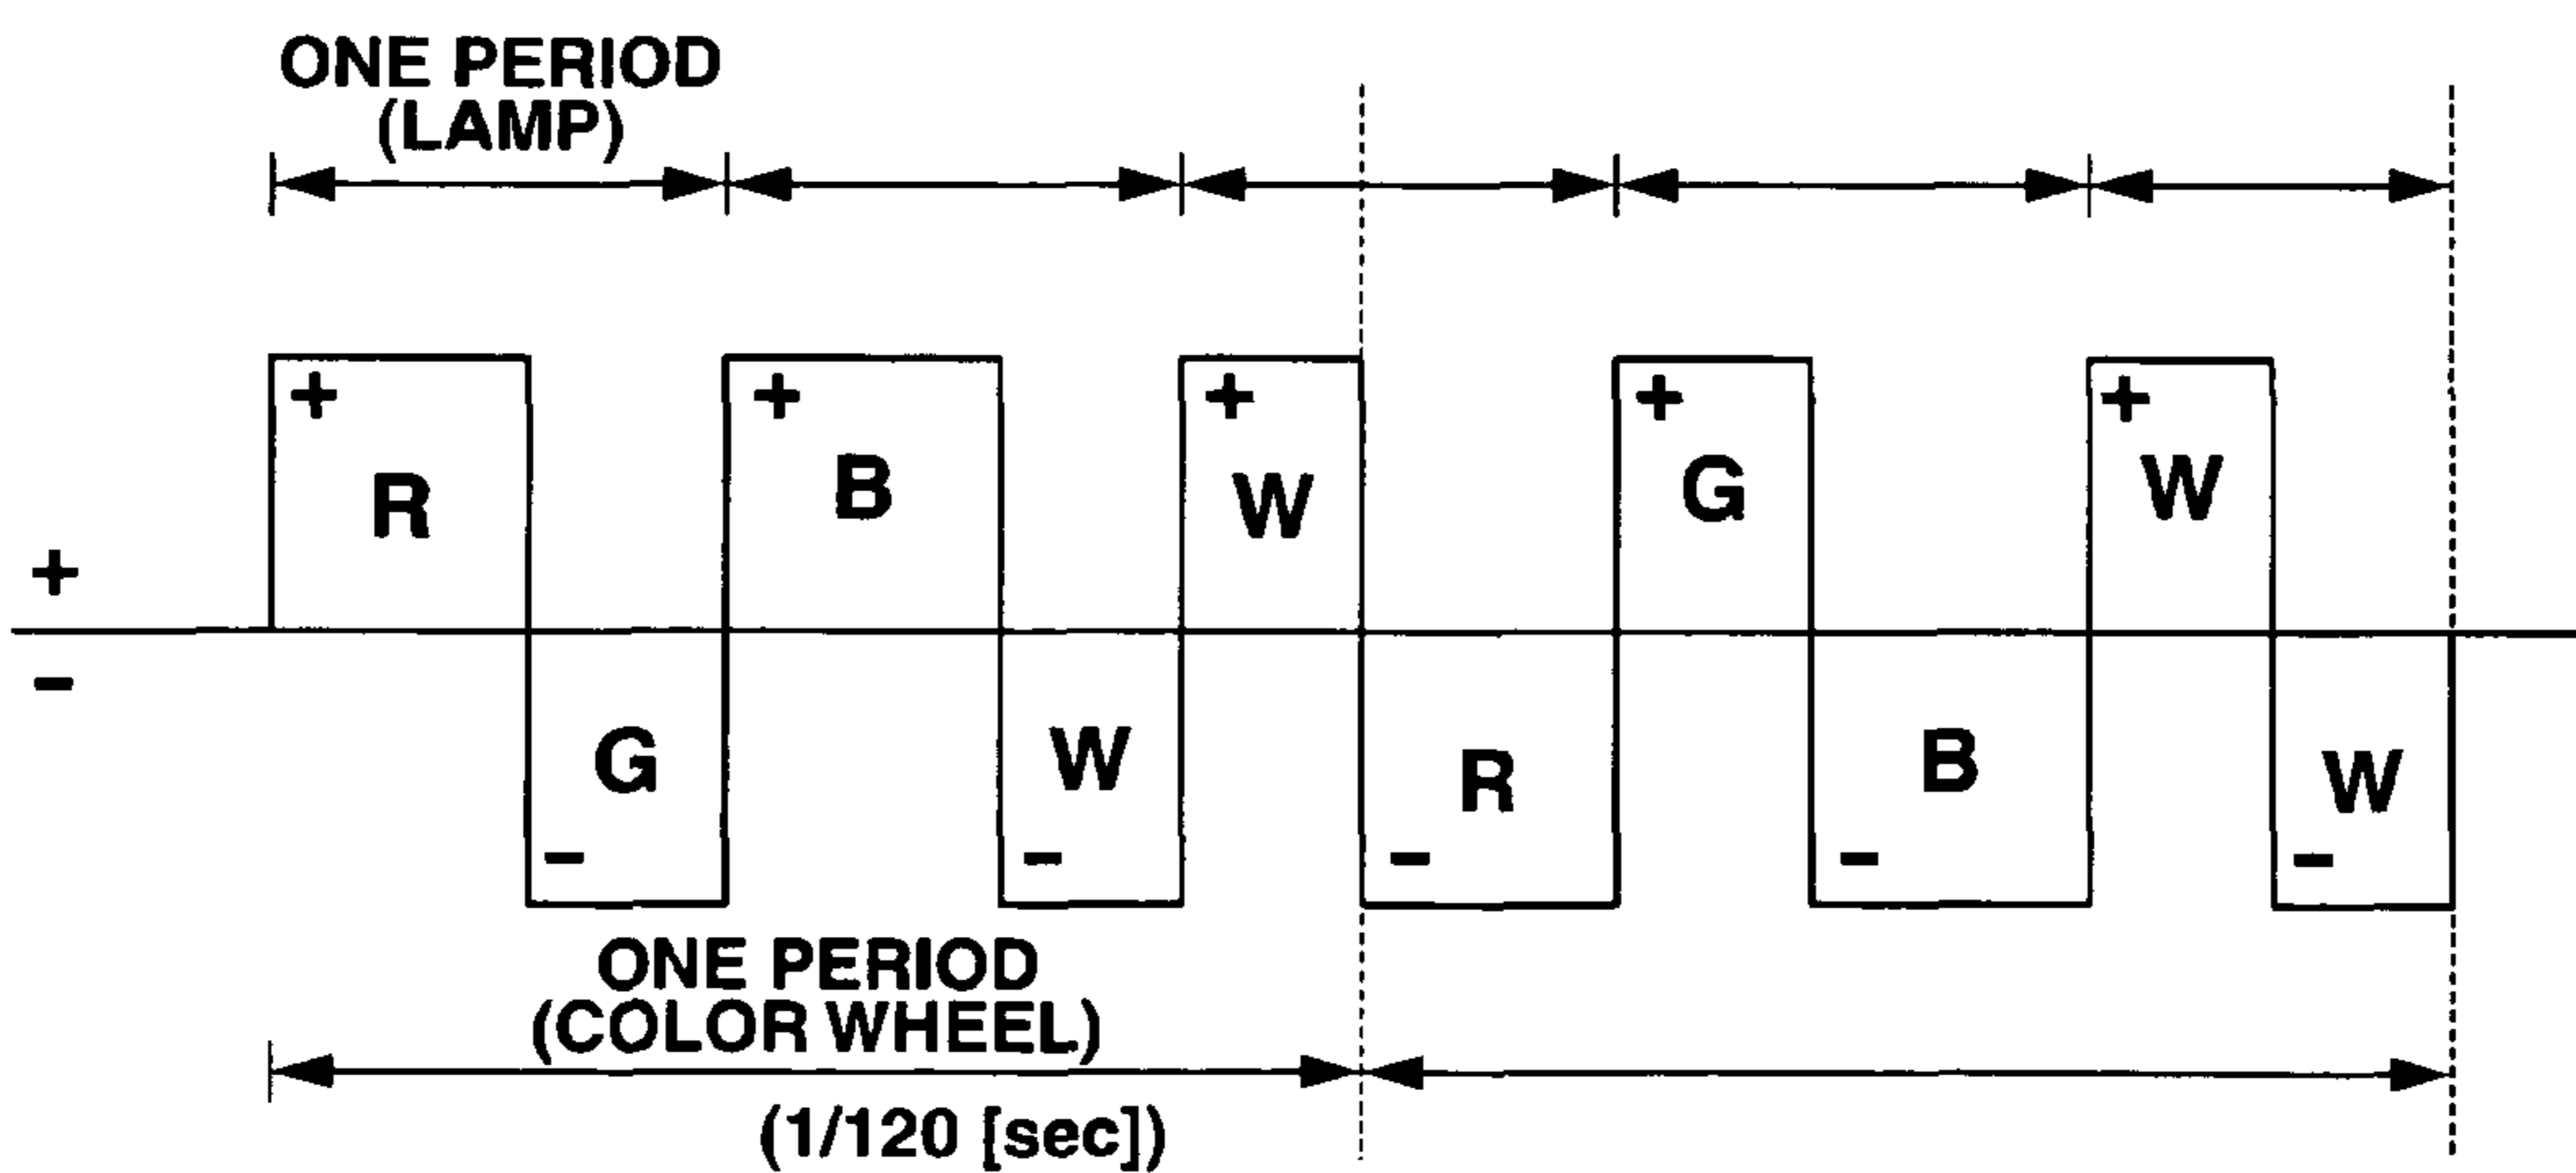 ONE PERIOD
(LAMP)
+ + + + +
B G W
R W
+
−
G W B
R W
− − − − −
ONE PERIOD
(COLOR WHEEL)
(1/120 [sec])